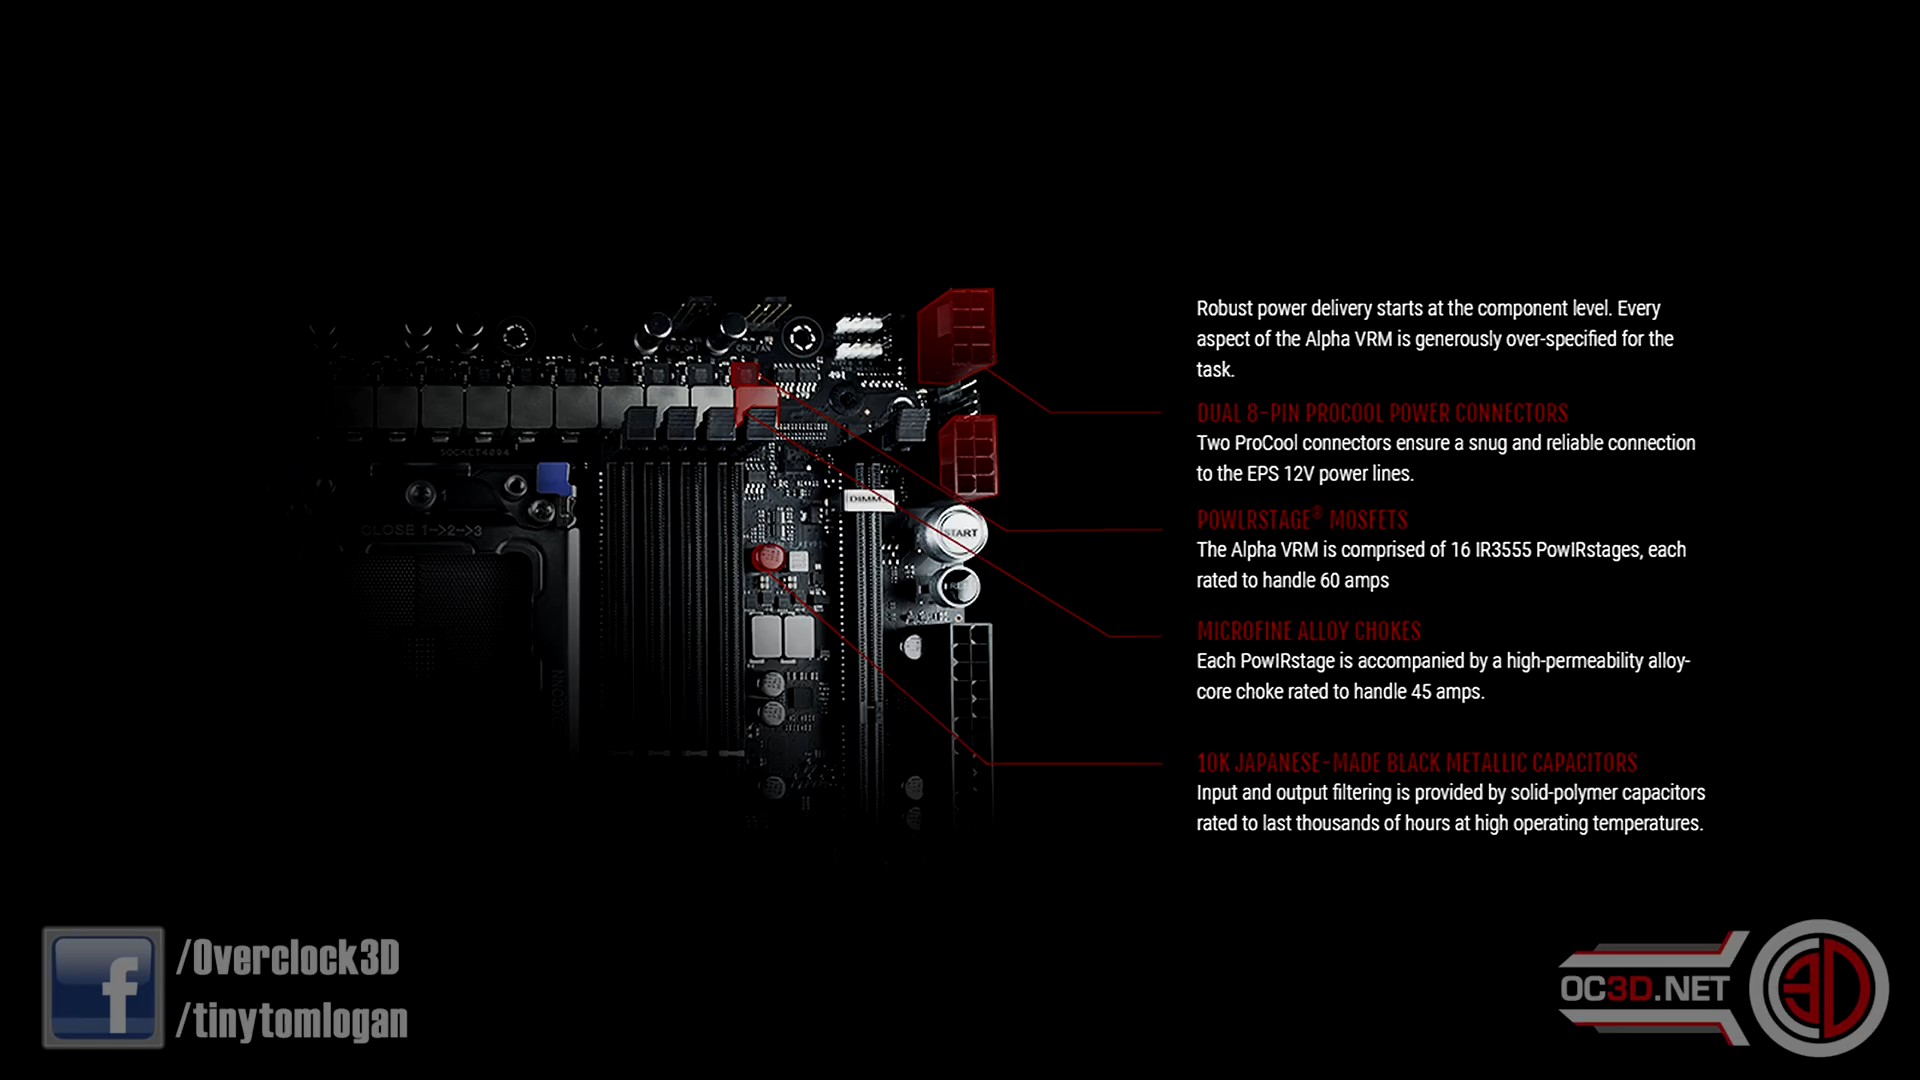 Robust power delivery starts at the component level. Every
aspect of the Alpha VRM is generously over-specified for the
task.
DUAL 8-PIN PROCOOL POWER CONNECTORS
Two ProCool connectors ensure a snug and reliable connection
to the EPS 12V power lines.
POWLRSTAGE® MOSFETS
The Alpha VRM is comprised of 16 IR3555 PowIRstages, each
rated to handle 60 amps
MICROFINE ALLOY CHOKES
Each PowIRstage is accompanied by a high-permeability alloy-
core choke rated to handle 45 amps.
10K JAPANESE-MADE BLACK METALLIC CAPACITORS
Input and output filtering is provided by solid-polymer capacitors
rated to last thousands of hours at high operating temperatures.
CPU_FAN
SOCKET4094
CLOSE 1->2->3
DIMM
START
/Overclock3D
/tinytomlogan
OC3D.NET
3D